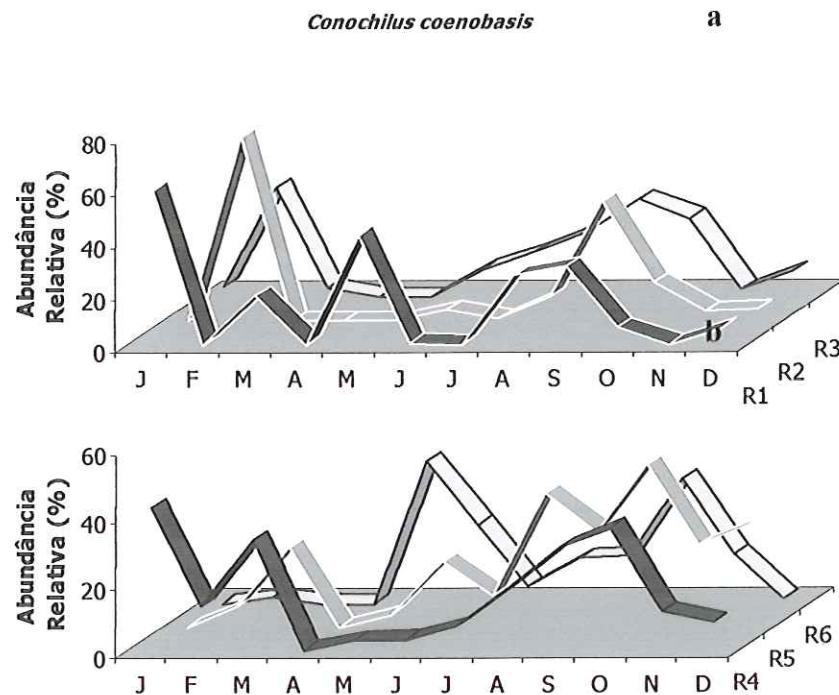 Conochilus coenobasis a
Abundância
Relativa (%)
80
60
40
20
0
J F M A M J J A S O N D
R1
R2
R3
b
Abundância
Relativa (%)
60
40
20
0
J F M A M J J A S O N D
R4
R5
R6